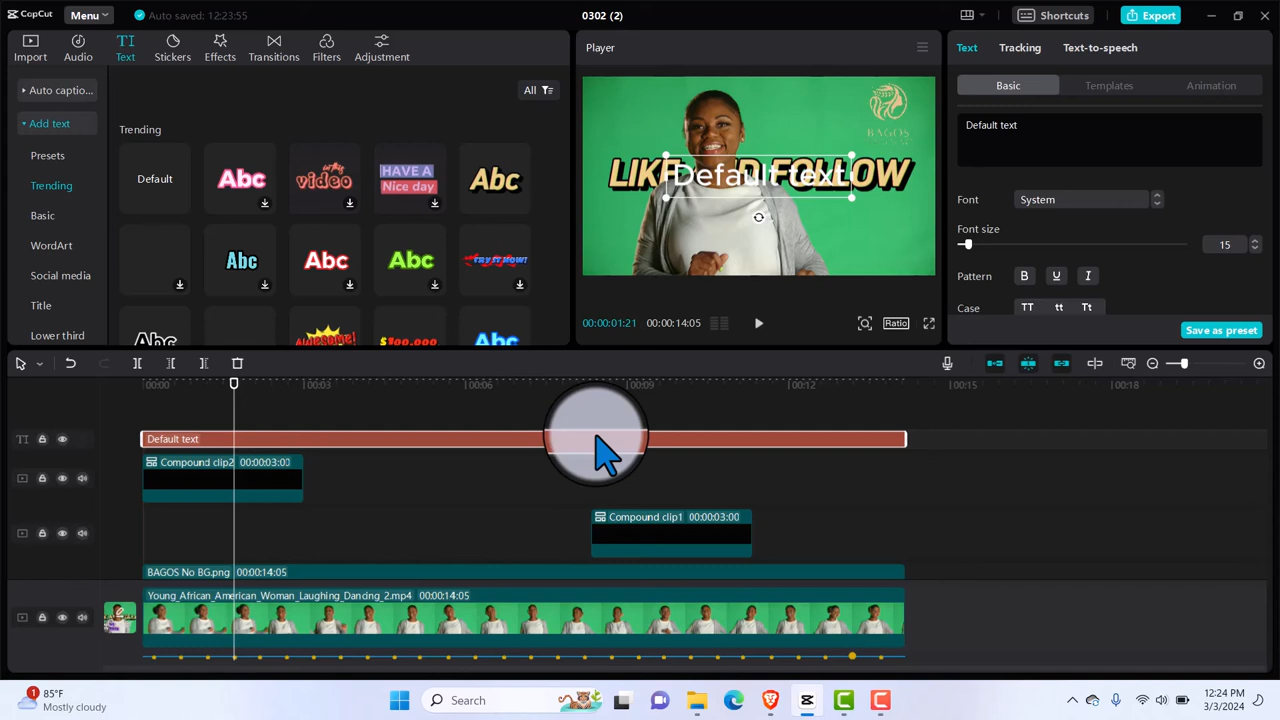 CapCut Menu Auto saved: 12:23:55 0302 (2) Shortcuts Export
Import Audio Text Stickers Effects Transitions Filters Adjustment
Auto captio...
Add text
Presets
Trending
Basic
WordArt
Social media
Title
Lower third
All
Trending
Default Abc video HAVE A Nice day Abc
Abc Abc Abc TRY IT NOW!
Abc AWESOME! $100,000 Abc
Player
BAGOS
LIKE D FOLLOW
Default text
00:00:01:21 00:00:14:05 Ratio
Text Tracking Text-to-speech
Basic Templates Animation
Default text
Font System
Font size
15
Pattern B U I
Case TT tt Tt
Save as preset
00:00 00:03 00:06 00:09 00:12 00:15 00:18
TI Default text
Compound clip2 00:00:03:00
Compound clip1 00:00:03:00
BAGOS No BG.png 00:00:14:05
Young_African_American_Woman_Laughing_Dancing_2.mp4 00:00:14:05
1 85°F
Mostly cloudy
Search
12:24 PM
3/3/2024